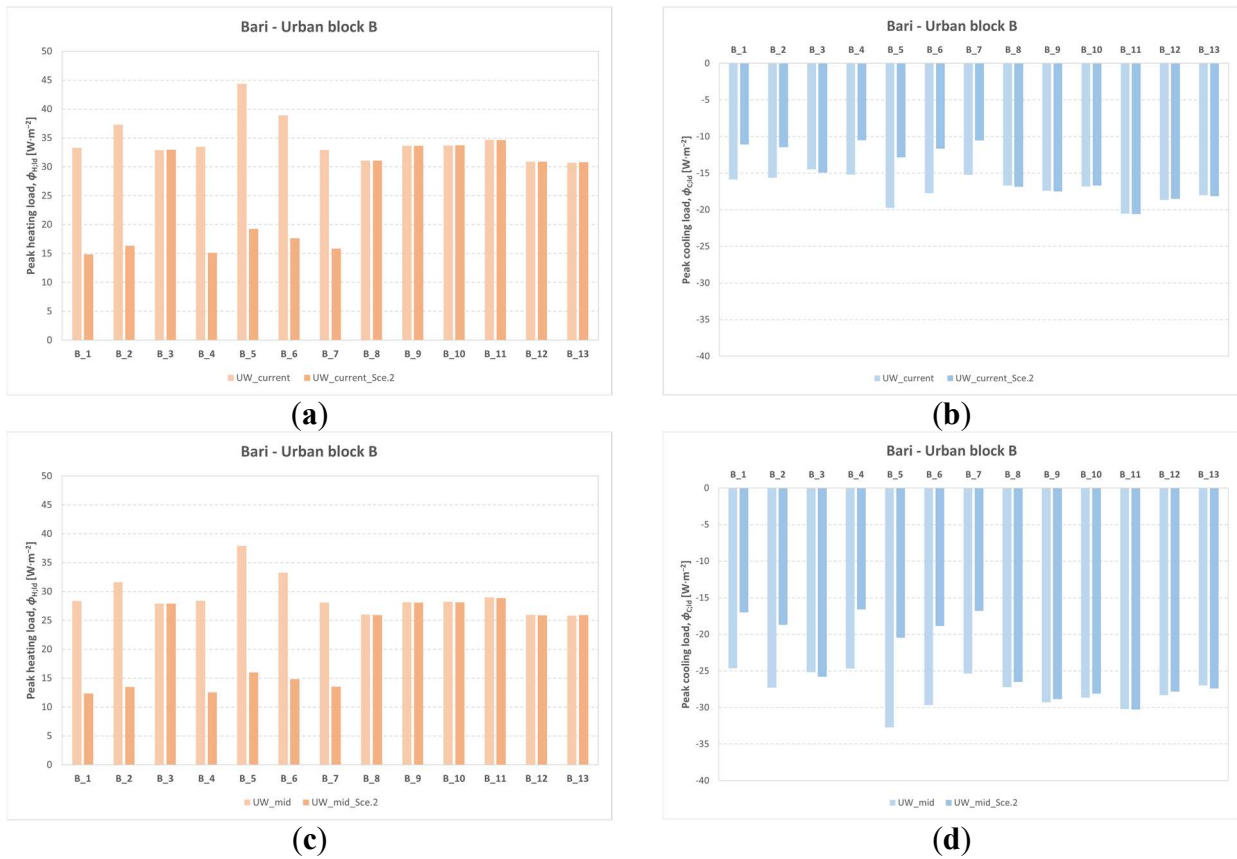 Bari - Urban block B
Peak heating load, ϕH;ld [W·m⁻²]
50
45
40
35
30
25
20
15
10
5
0
B_1 B_2 B_3 B_4 B_5 B_6 B_7 B_8 B_9 B_10 B_11 B_12 B_13
UW_current UW_current_Sce.2
(a)
Bari - Urban block B
B_1 B_2 B_3 B_4 B_5 B_6 B_7 B_8 B_9 B_10 B_11 B_12 B_13
Peak cooling load, ϕC;ld [W·m⁻²]
0
-5
-10
-15
-20
-25
-30
-35
-40
UW_current UW_current_Sce.2
(b)
Bari - Urban block B
Peak heating load, ϕH;ld [W·m⁻²]
50
45
40
35
30
25
20
15
10
5
0
B_1 B_2 B_3 B_4 B_5 B_6 B_7 B_8 B_9 B_10 B_11 B_12 B_13
UW_mid UW_mid_Sce.2
(c)
Bari - Urban block B
B_1 B_2 B_3 B_4 B_5 B_6 B_7 B_8 B_9 B_10 B_11 B_12 B_13
Peak cooling load, ϕC;ld [W·m⁻²]
0
-5
-10
-15
-20
-25
-30
-35
-40
UW_mid UW_mid_Sce.2
(d)